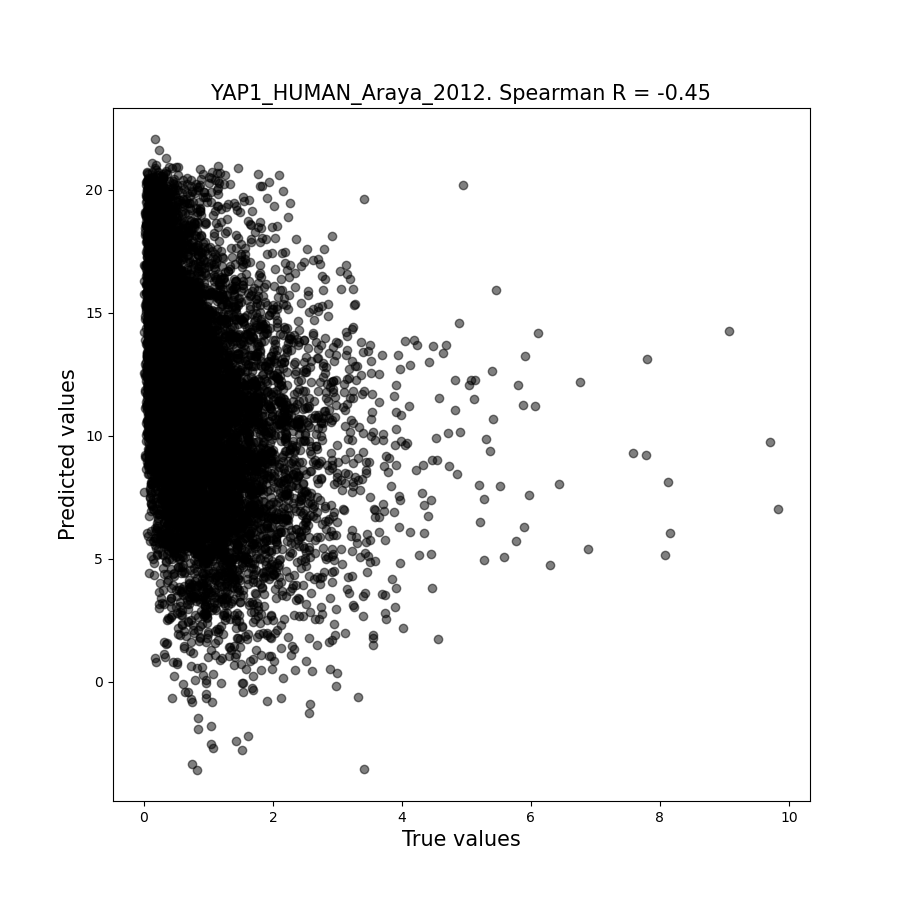 YAP1_HUMAN_Araya_2012. Spearman R = -0.45
Predicted values
20
15
10
5
0
0 2 4 6 8 10
True values